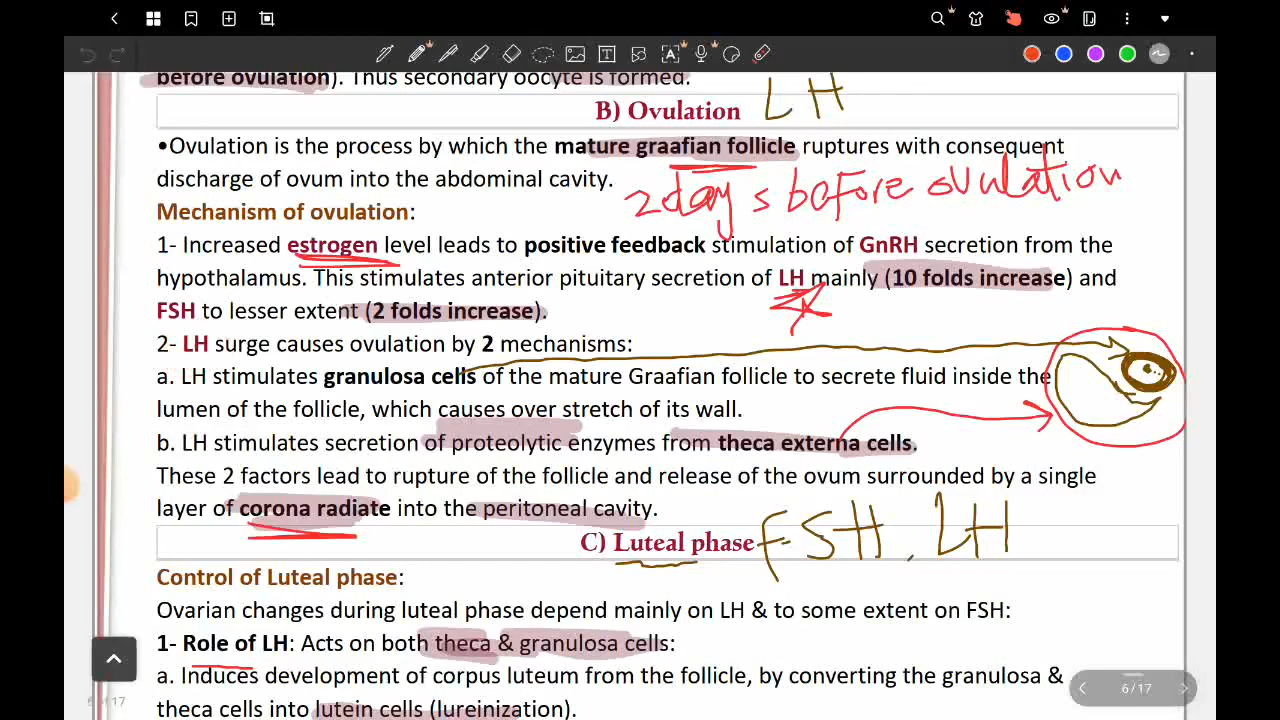 before ovulation). Thus secondary oocyte is formed.
B) Ovulation LH
•Ovulation is the process by which the mature graafian follicle ruptures with consequent
discharge of ovum into the abdominal cavity.
2 days before ovulation
Mechanism of ovulation:
1- Increased estrogen level leads to positive feedback stimulation of GnRH secretion from the
hypothalamus. This stimulates anterior pituitary secretion of LH mainly (10 folds increase) and
FSH to lesser extent (2 folds increase).
2- LH surge causes ovulation by 2 mechanisms:
a. LH stimulates granulosa cells of the mature Graafian follicle to secrete fluid inside the
lumen of the follicle, which causes over stretch of its wall.
b. LH stimulates secretion of proteolytic enzymes from theca externa cells.
These 2 factors lead to rupture of the follicle and release of the ovum surrounded by a single
layer of corona radiate into the peritoneal cavity.
C) Luteal phase FSH, LH
Control of Luteal phase:
Ovarian changes during luteal phase depend mainly on LH & to some extent on FSH:
1- Role of LH: Acts on both theca & granulosa cells:
a. Induces development of corpus luteum from the follicle, by converting the granulosa &
theca cells into lutein cells (lureinization).
6/17